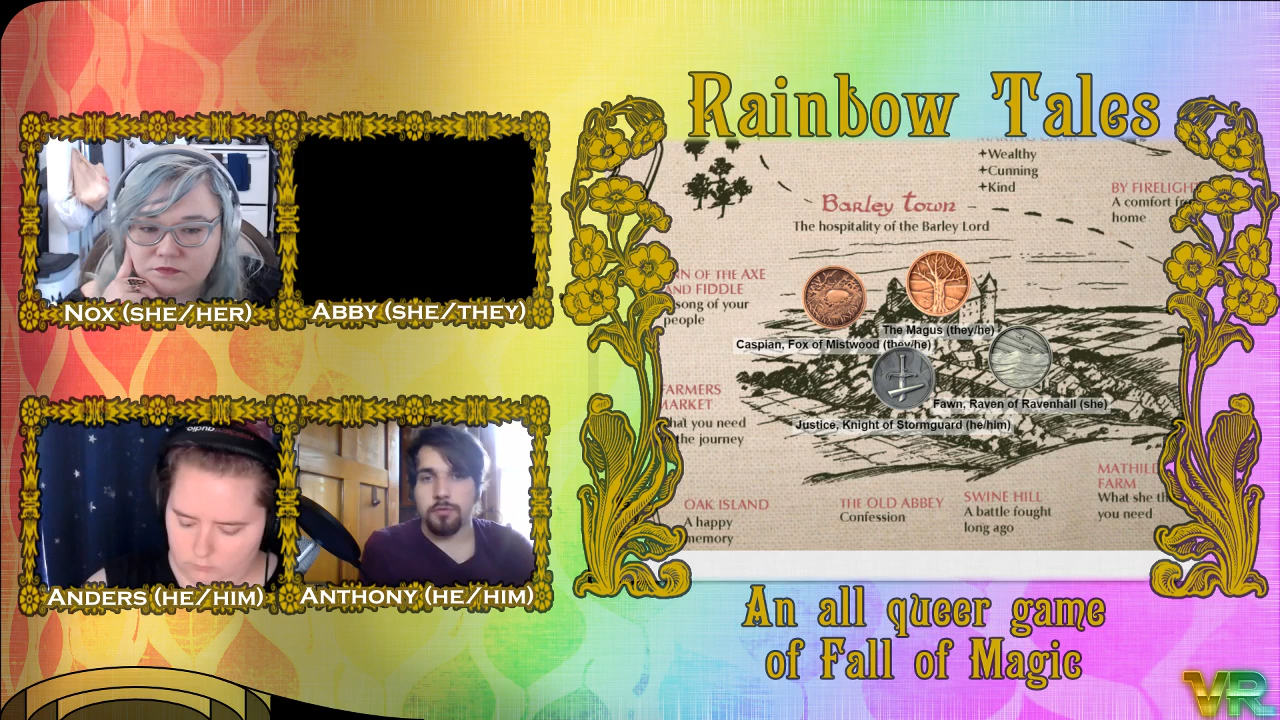 Rainbow Tales
✦Wealthy
✦Cunning
✦Kind
BY FIRELIGH
A comfort
home
Barley Town
The hospitality of the Barley Lord
OF THE AXE
AND FIDDLE
song of your
people
The Magus (they/he)
Caspian, Fox of Mistwood (they/he)
Fawn, Raven of Ravenhall (she)
Justice, Knight of Stormguard (he/him)
FARMERS
MARKET
you need
the journey
OAK ISLAND
A happy
memory
THE OLD ABBEY
Confession
SWINE HILL
A battle fought
long ago
MATHILD
FARM
What she
you need
NOX (SHE/HER)
ABBY (SHE/THEY)
ANDERS (HE/HIM)
ANTHONY (HE/HIM)
An all queer game
of Fall of Magic
VR